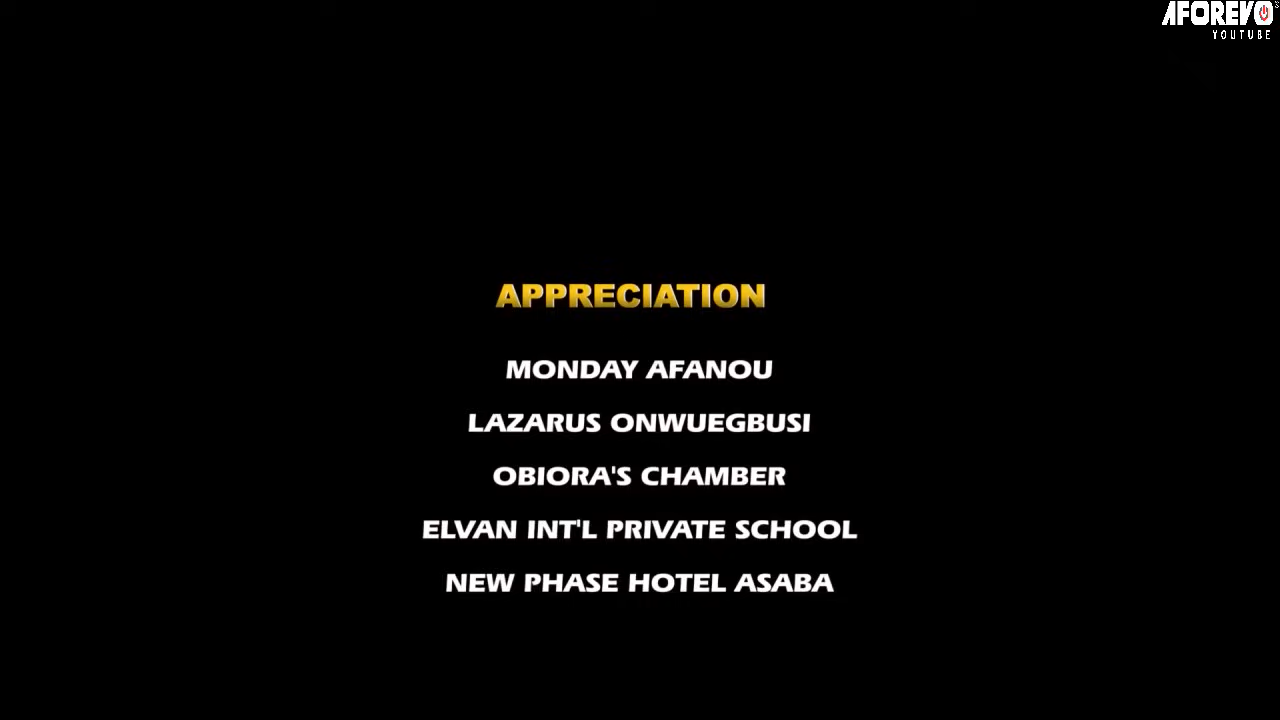 AFOREVO
YOUTUBE
APPRECIATION
MONDAY AFANOU
LAZARUS ONWUEGBUSI
OBIORA'S CHAMBER
ELVAN INT'L PRIVATE SCHOOL
NEW PHASE HOTEL ASABA